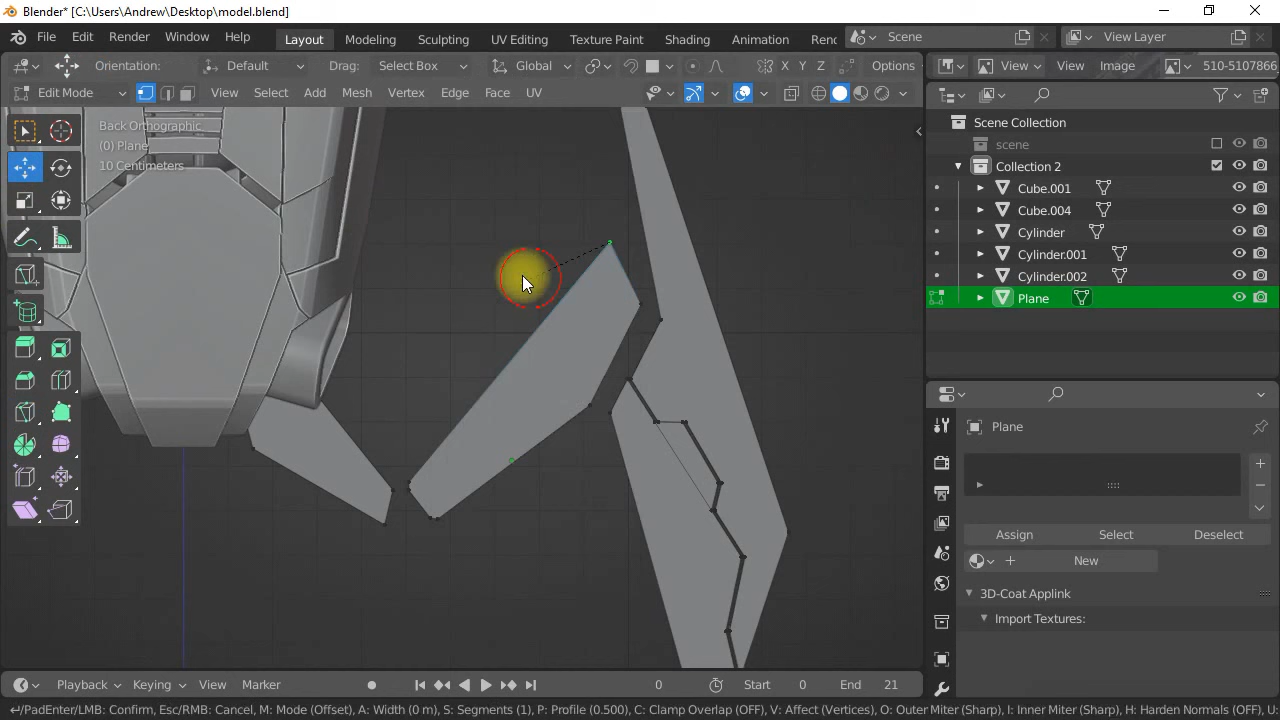 Blender* [C:\Users\Andrew\Desktop\model.blend]
File Edit Render Window Help Layout Modeling Sculpting UV Editing Texture Paint Shading Animation Scene View Layer
Orientation: Default Drag: Select Box Global X Y Z Options View View Image 510-5107866
Edit Mode View Select Add Mesh Vertex Edge Face UV
Back Orthographic
(0) Plane
10 Centimeters
Scene Collection
scene
Collection 2
Cube.001
Cube.004
Cylinder
Cylinder.001
Cylinder.002
Plane
Plane
Assign Select Deselect
New
3D-Coat Applink
Import Textures:
Playback Keying View Marker 0 Start 0 End 21
↵/PadEnter/LMB: Confirm, Esc/RMB: Cancel, M: Mode (Offset), A: Width (0 m), S: Segments (1), P: Profile (0.500), C: Clamp Overlap (OFF), V: Affect (Vertices), O: Outer Miter (Sharp), I: Inner Miter (Sharp), H: Harden Normals (OFF), U: